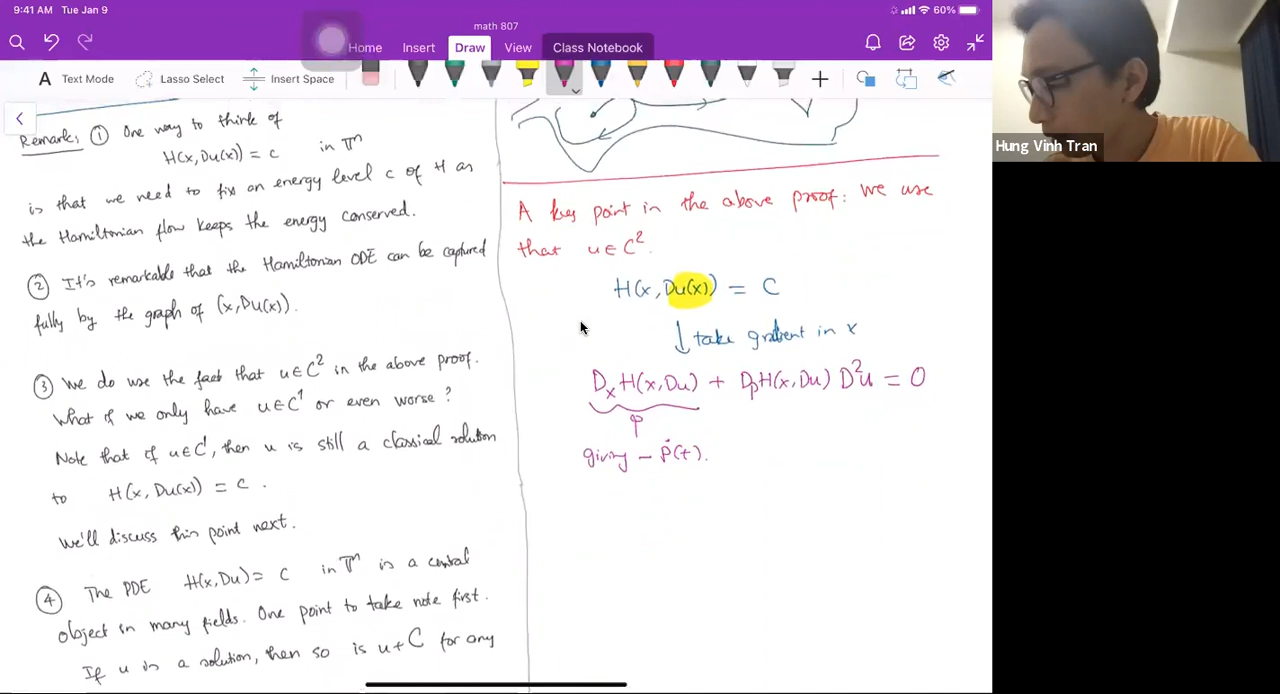 9:41 AM Tue Jan 9
60%
math 807
Home Insert Draw View Class Notebook
A Text Mode Lasso Select Insert Space
Remark: ① One way to think of
H(x, Du(x)) = c in 𝕋ⁿ
is that we need to fix an energy level c of H as
the Hamiltonian flow keeps the energy conserved.
② It's remarkable that the Hamiltonian ODE can be captured
fully by the graph of (x, Du(x)).
③ We do use the fact that u ∈ C² in the above proof.
What if we only have u ∈ C¹ or even worse?
Note that if u ∈ C¹, then u is still a classical solution
to H(x, Du(x)) = c.
We'll discuss this point next.
④ The PDE H(x, Du) = c in 𝕋ⁿ is a central
object in many fields. One point to take note first.
If u is a solution, then so is u + C for any
A key point in the above proof: we use
that u ∈ C².
H(x, Du(x)) = C
↓ take gradient in x
DₓH(x, Du) + DₚH(x, Du) D²u = 0
giving − Ṗ(t).
Hung Vinh Tran